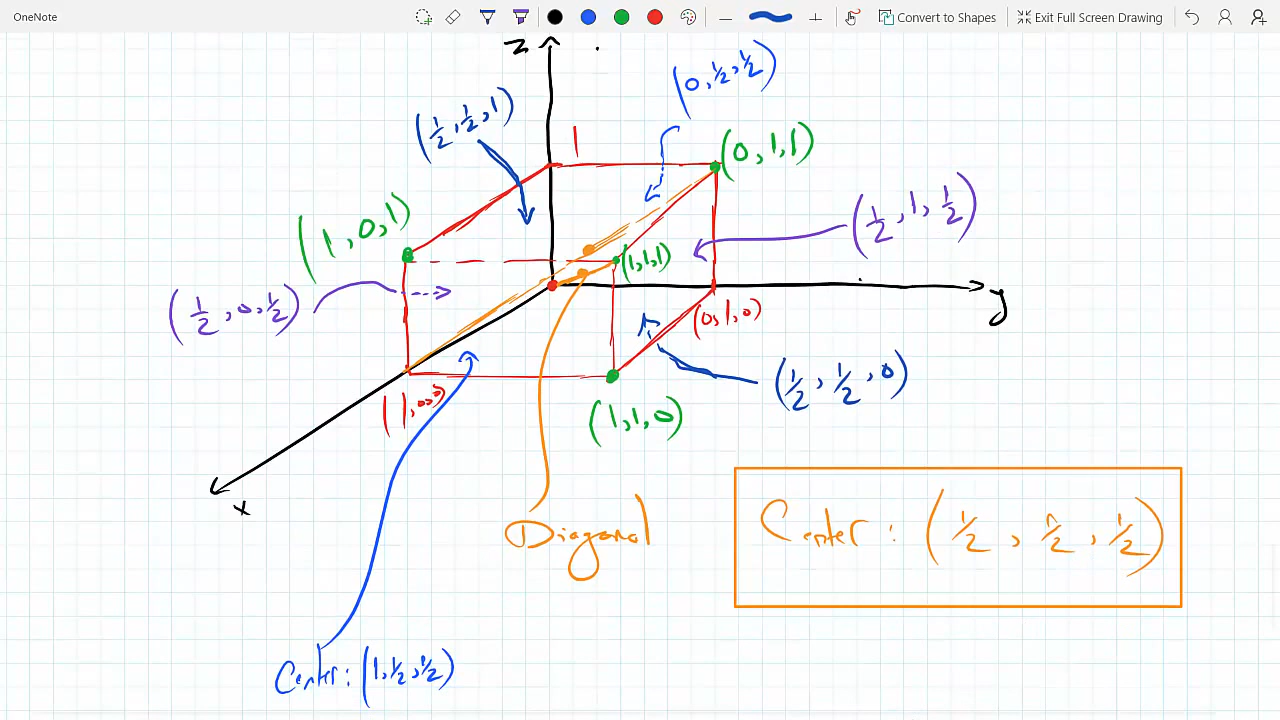 OneNote
Convert to Shapes
Exit Full Screen Drawing
z
(0, ½, ½)
(½, ½, 1)
1
(0, 1, 1)
(1, 0, 1)
(½, 1, ½)
(1, 1, 1)
(½, 0, ½)
y
(0, 1, 0)
(½, ½, 0)
(1, 0, 0)
(1, 1, 0)
x
Diagonal
Center: (½, ½, ½)
Center: (1, ½, ½)